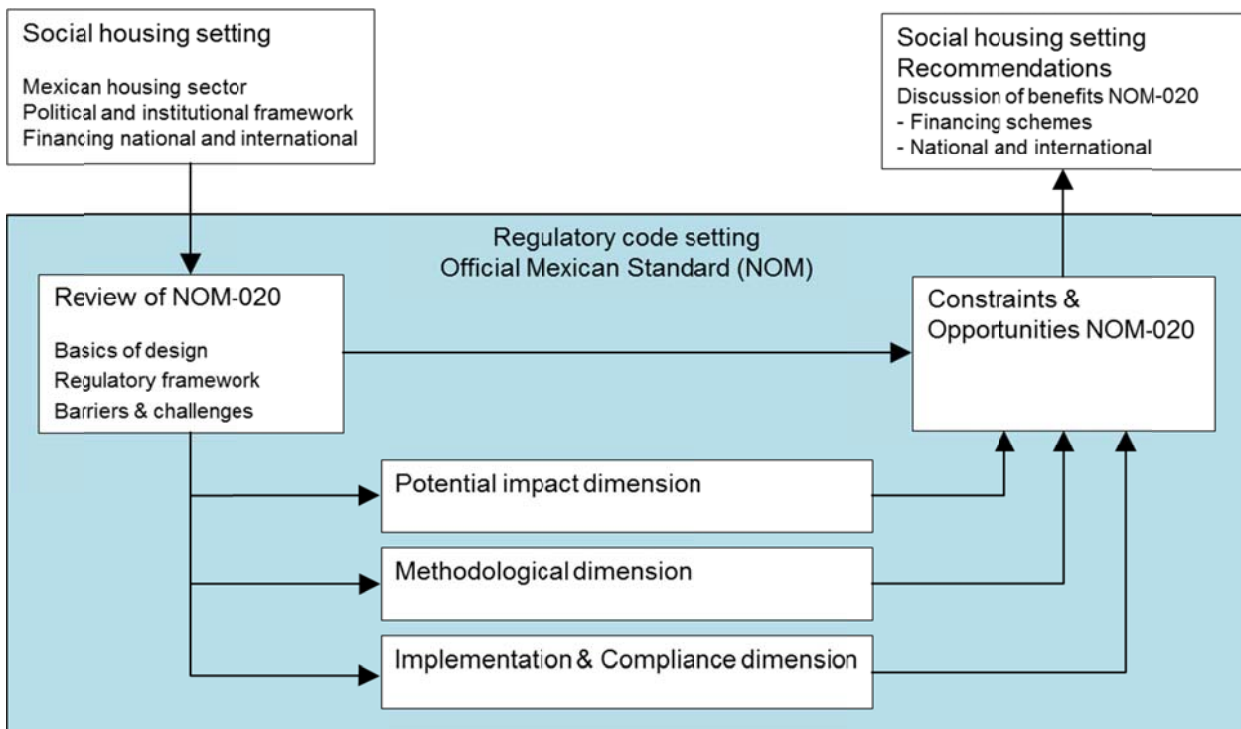 Social housing setting
Mexican housing sector
Political and institutional framework
Financing national and international
Social housing setting
Recommendations
Discussion of benefits NOM-020
- Financing schemes
- National and international
Regulatory code setting
Official Mexican Standard (NOM)
Review of NOM-020
Basics of design
Regulatory framework
Barriers & challenges
Constraints &
Opportunities NOM-020
Potential impact dimension
Methodological dimension
Implementation & Compliance dimension